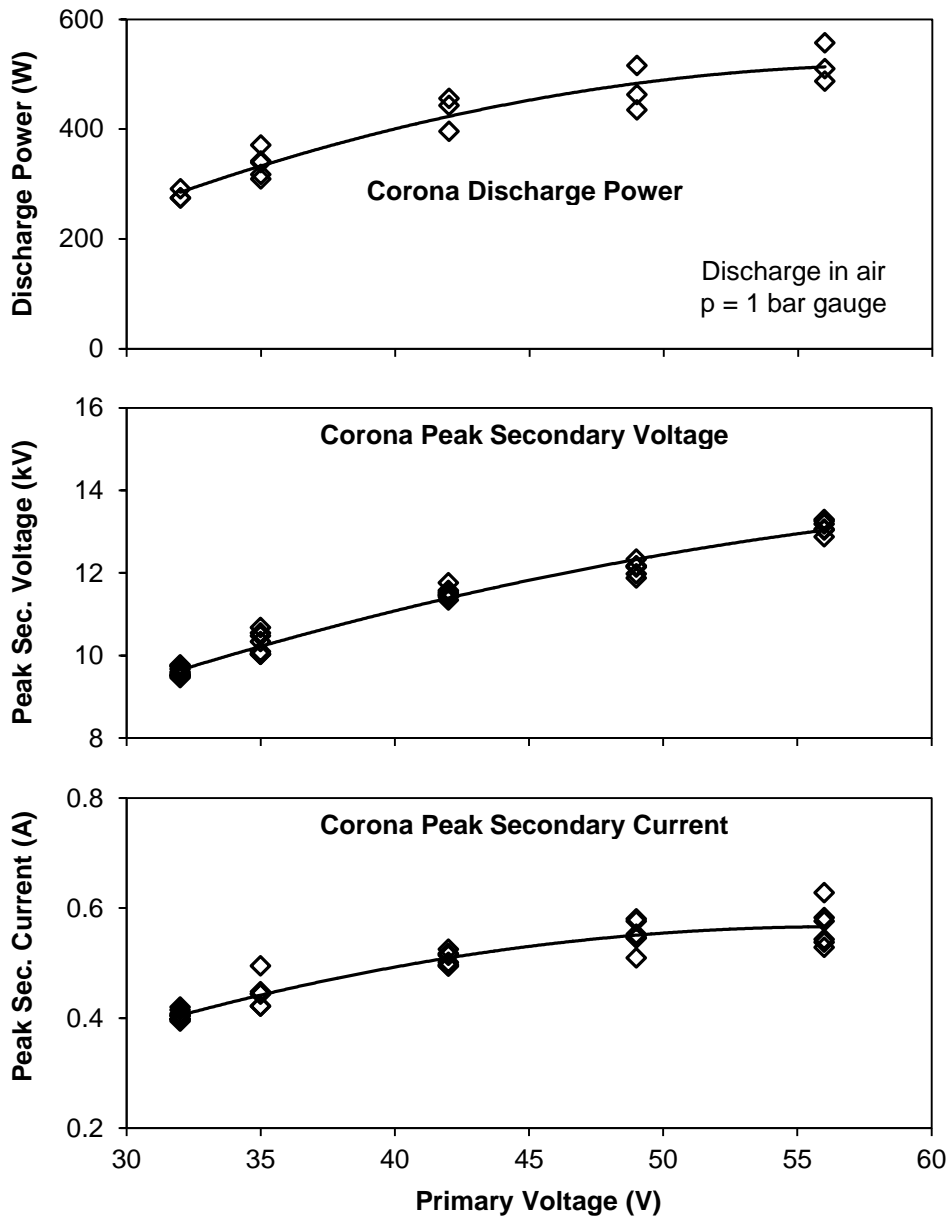 Discharge Power (W)
600
400
200
0
Corona Discharge Power
Discharge in air
p = 1 bar gauge
Peak Sec. Voltage (kV)
16
14
12
10
8
Corona Peak Secondary Voltage
Peak Sec. Current (A)
0.8
0.6
0.4
0.2
Corona Peak Secondary Current
30 35 40 45 50 55 60
Primary Voltage (V)